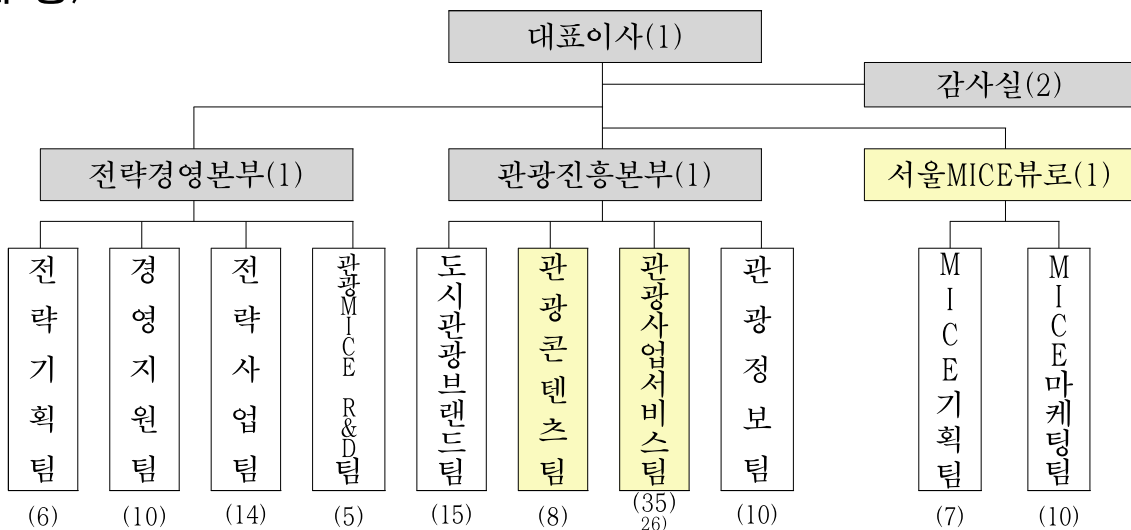 대표이사(1)
감사실(2)
전략경영본부(1)
관광진흥본부(1)
서울MICE뷰로(1)
전략기획팀
경영지원팀
전략사업팀
관광MICE R&D팀
도시관광브랜드팀
관광콘텐츠팀
관광사업서비스팀
관광정보팀
MICE기획팀
MICE마케팅팀
(6)
(10)
(14)
(5)
(15)
(8)
(35)
26)
(10)
(7)
(10)